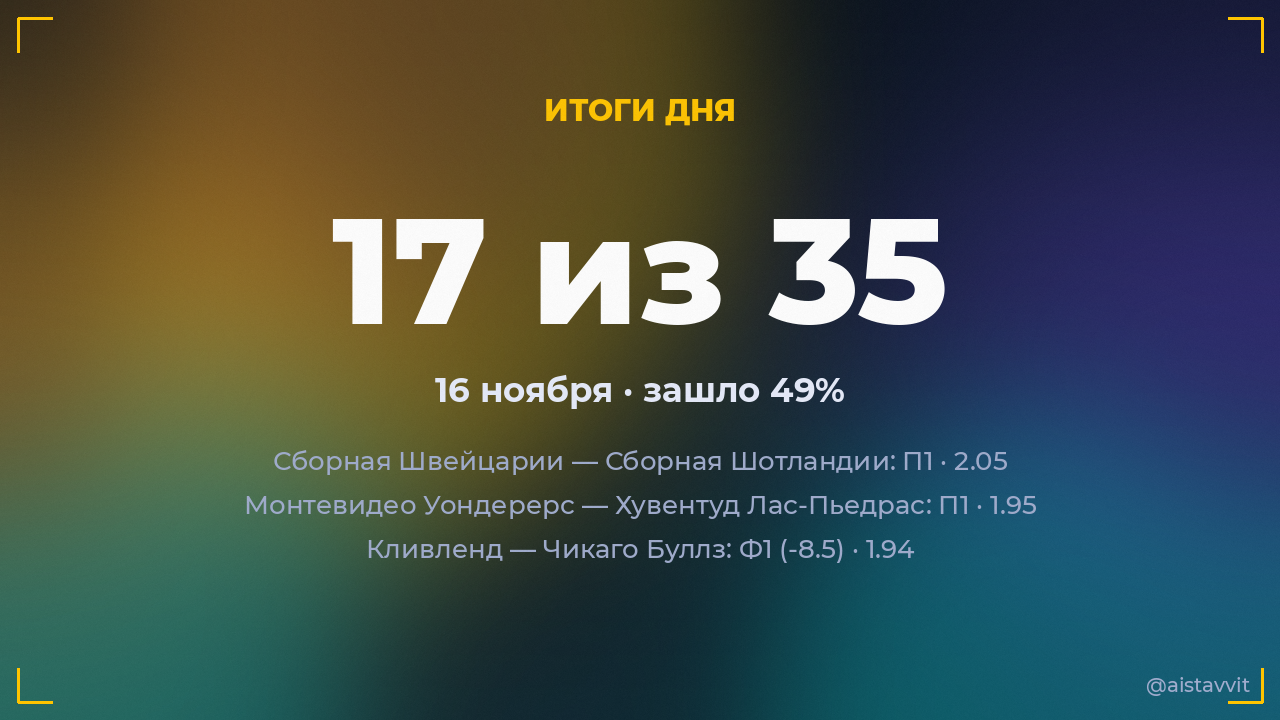 ИТОГИ ДНЯ
17 из 35
16 ноября · зашло 49%
Сборная Швейцарии — Сборная Шотландии: П1 · 2.05
Монтевидео Уондерерс — Хувентуд Лас-Пьедрас: П1 · 1.95
Кливленд — Чикаго Буллз: Ф1 (-8.5) · 1.94
@aistavvit